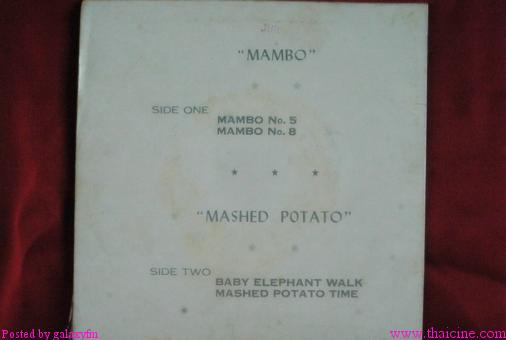 "MAMBO"
SIDE ONE
MAMBO No. 5
MAMBO No. 8
"MASHED POTATO"
SIDE TWO
BABY ELEPHANT WALK
MASHED POTATO TIME
Posted by galaxyfin
www.thaicine.com